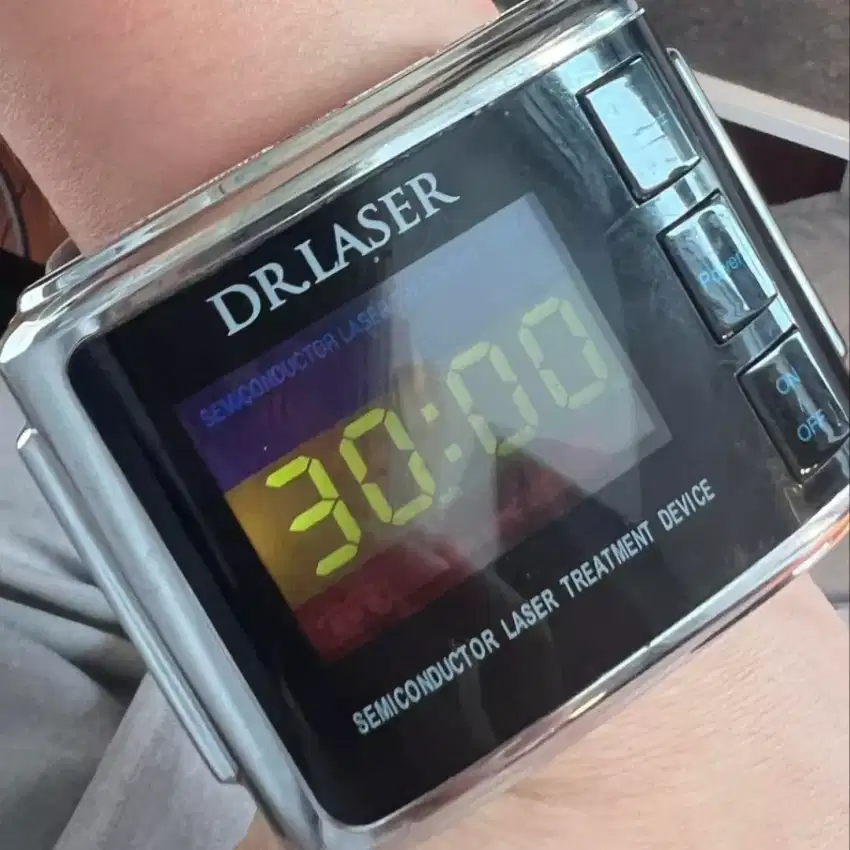 DR.LASER
SEMICONDUCTOR LASER
30:00
SEMICONDUCTOR LASER TREATMENT DEVICE
Power
ON
OFF